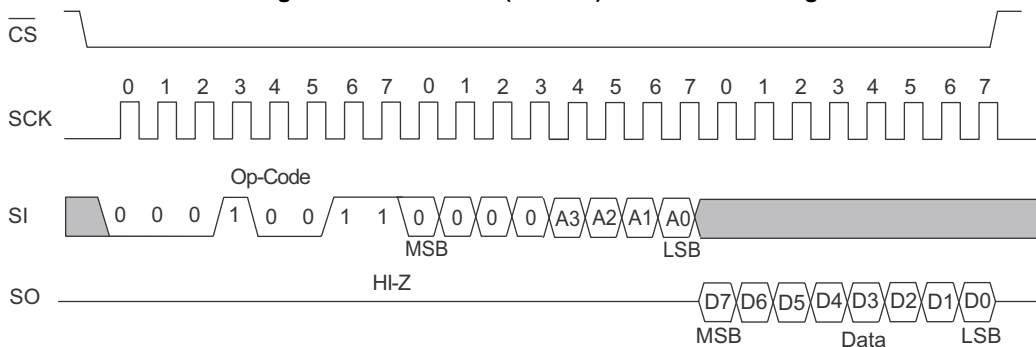 CS
0 1 2 3 4 5 6 7 0 1 2 3 4 5 6 7 0 1 2 3 4 5 6 7
SCK
Op-Code
SI 0 0 0 1 0 0 1 1 0 0 0 0 A3 A2 A1 A0
MSB LSB
HI-Z
SO D7 D6 D5 D4 D3 D2 D1 D0
MSB Data LSB